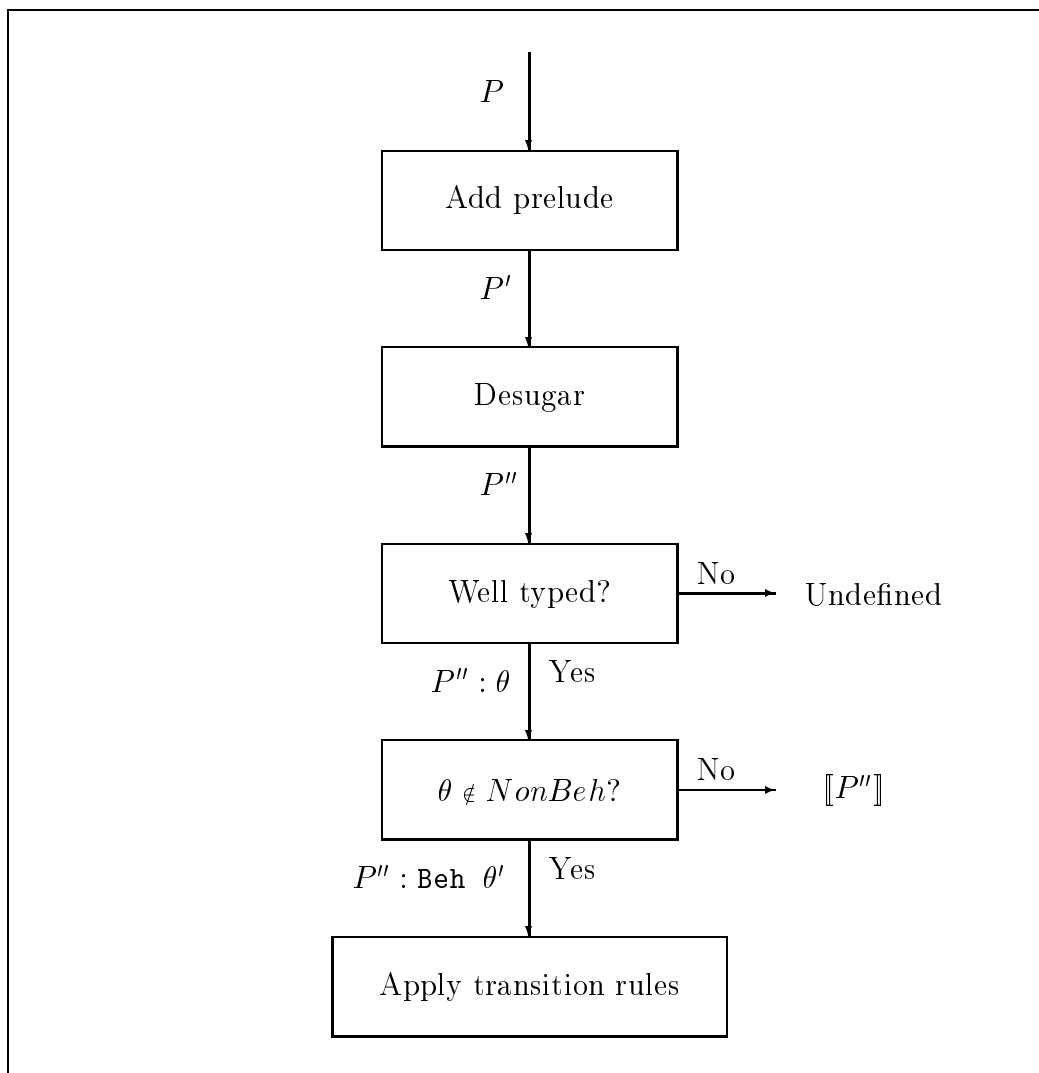 P
Add prelude
P′
Desugar
P″
Well typed?
No
Undefined
P″ : θ
Yes
θ ∉ NonBeh?
No
⟦P″⟧
P″ : Beh θ′
Yes
Apply transition rules